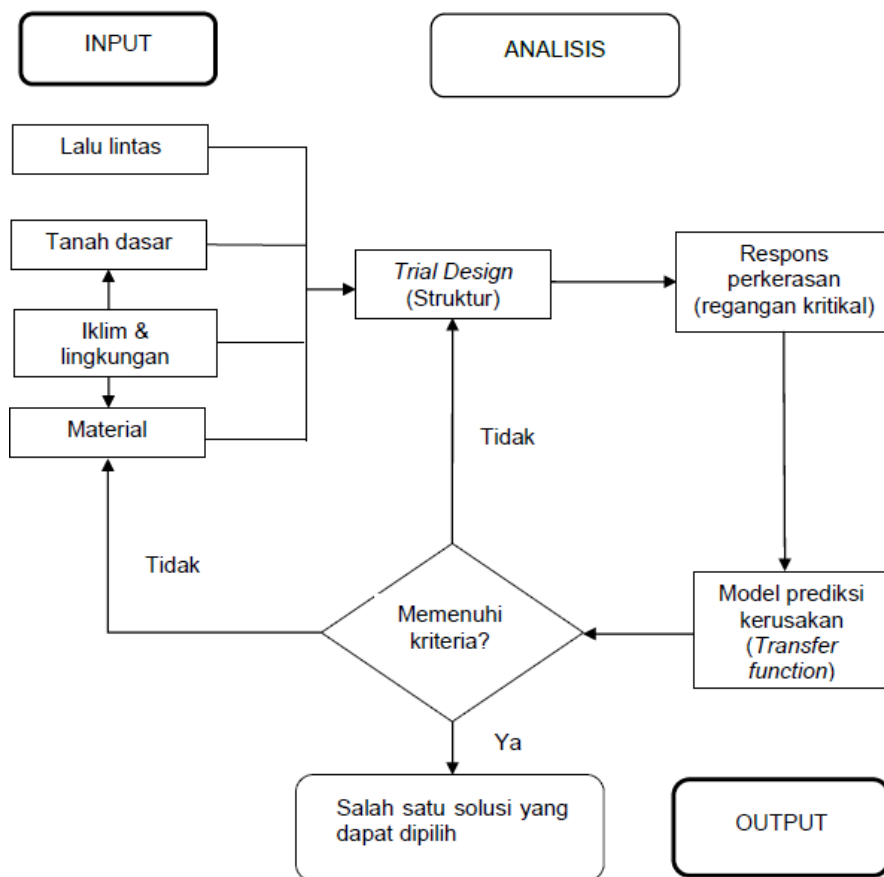 INPUT
ANALISIS
Lalu lintas
Tanah dasar
Iklim &
lingkungan
Material
Trial Design
(Struktur)
Respons
perkerasan
(regangan kritikal)
Tidak
Tidak
Memenuhi
kriteria?
Model prediksi
kerusakan
(Transfer
function)
Ya
Salah satu solusi yang
dapat dipilih
OUTPUT